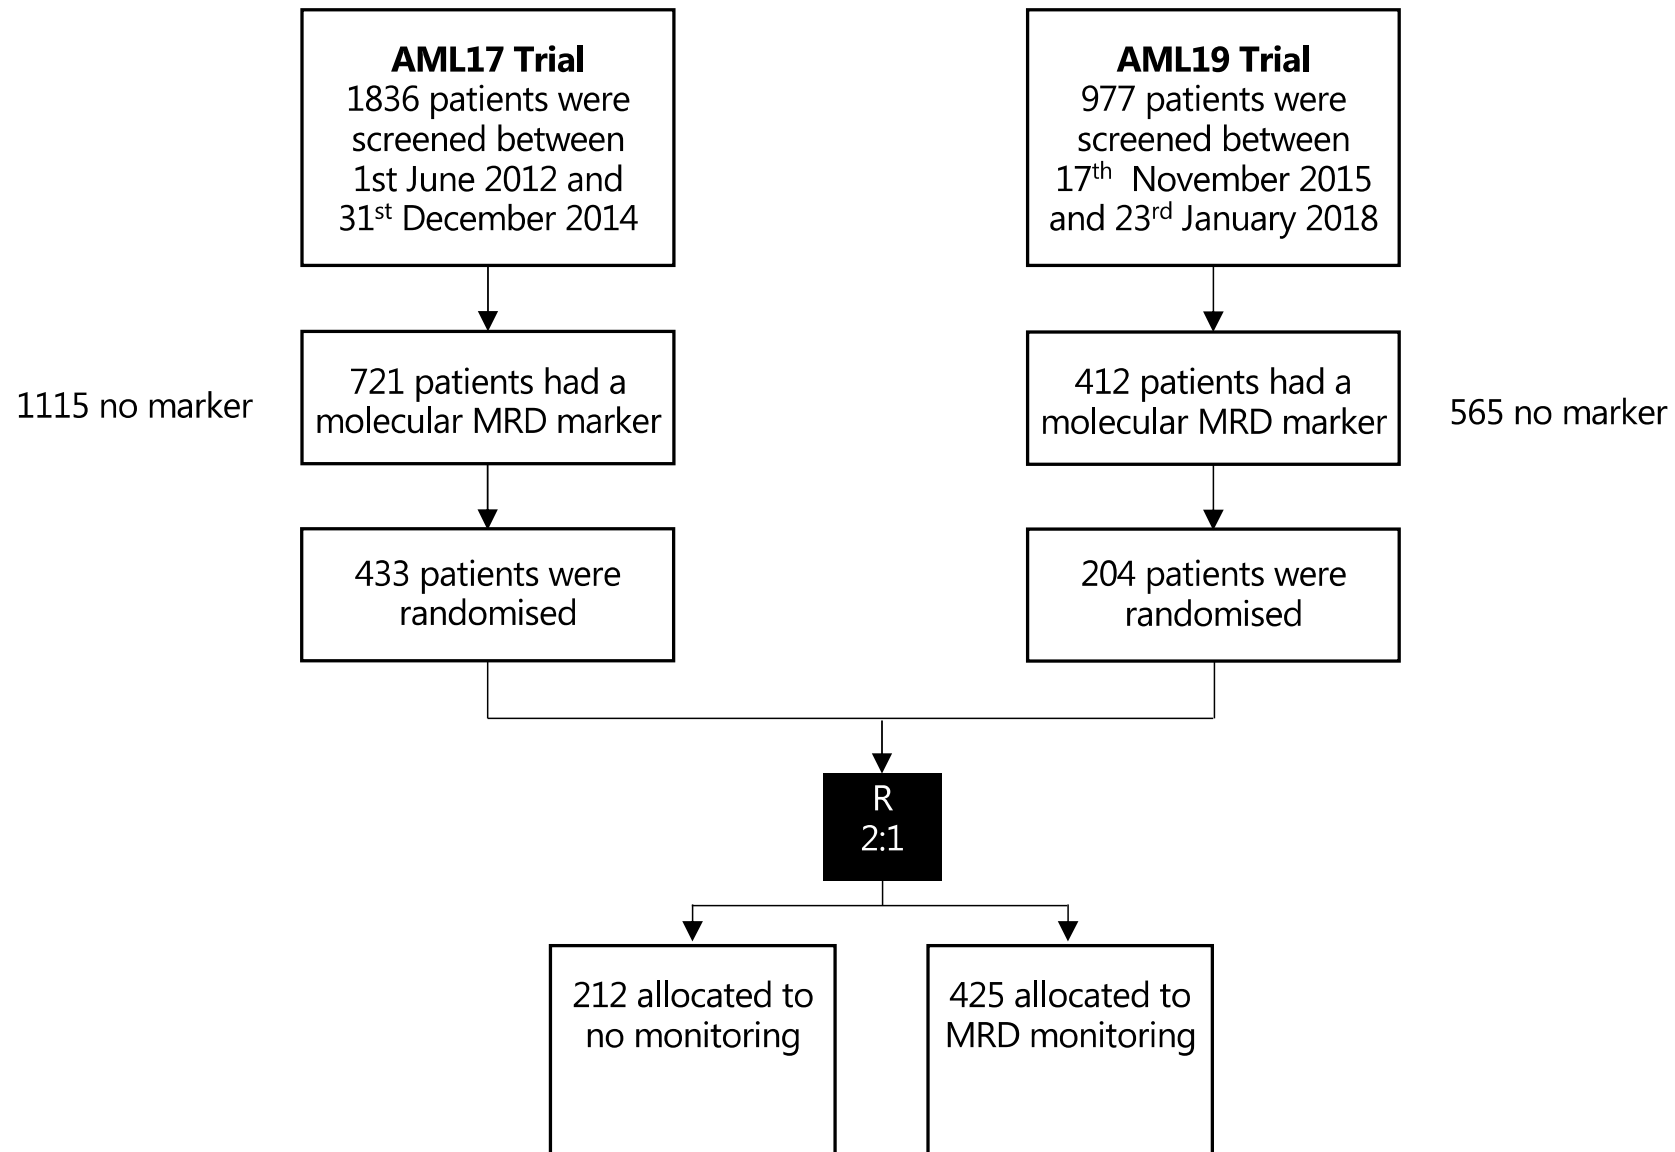 AML17 Trial
1836 patients were
screened between
1st June 2012 and
31st December 2014
AML19 Trial
977 patients were
screened between
17th November 2015
and 23rd January 2018
1115 no marker
721 patients had a
molecular MRD marker
412 patients had a
molecular MRD marker
565 no marker
433 patients were
randomised
204 patients were
randomised
R
2:1
212 allocated to
no monitoring
425 allocated to
MRD monitoring